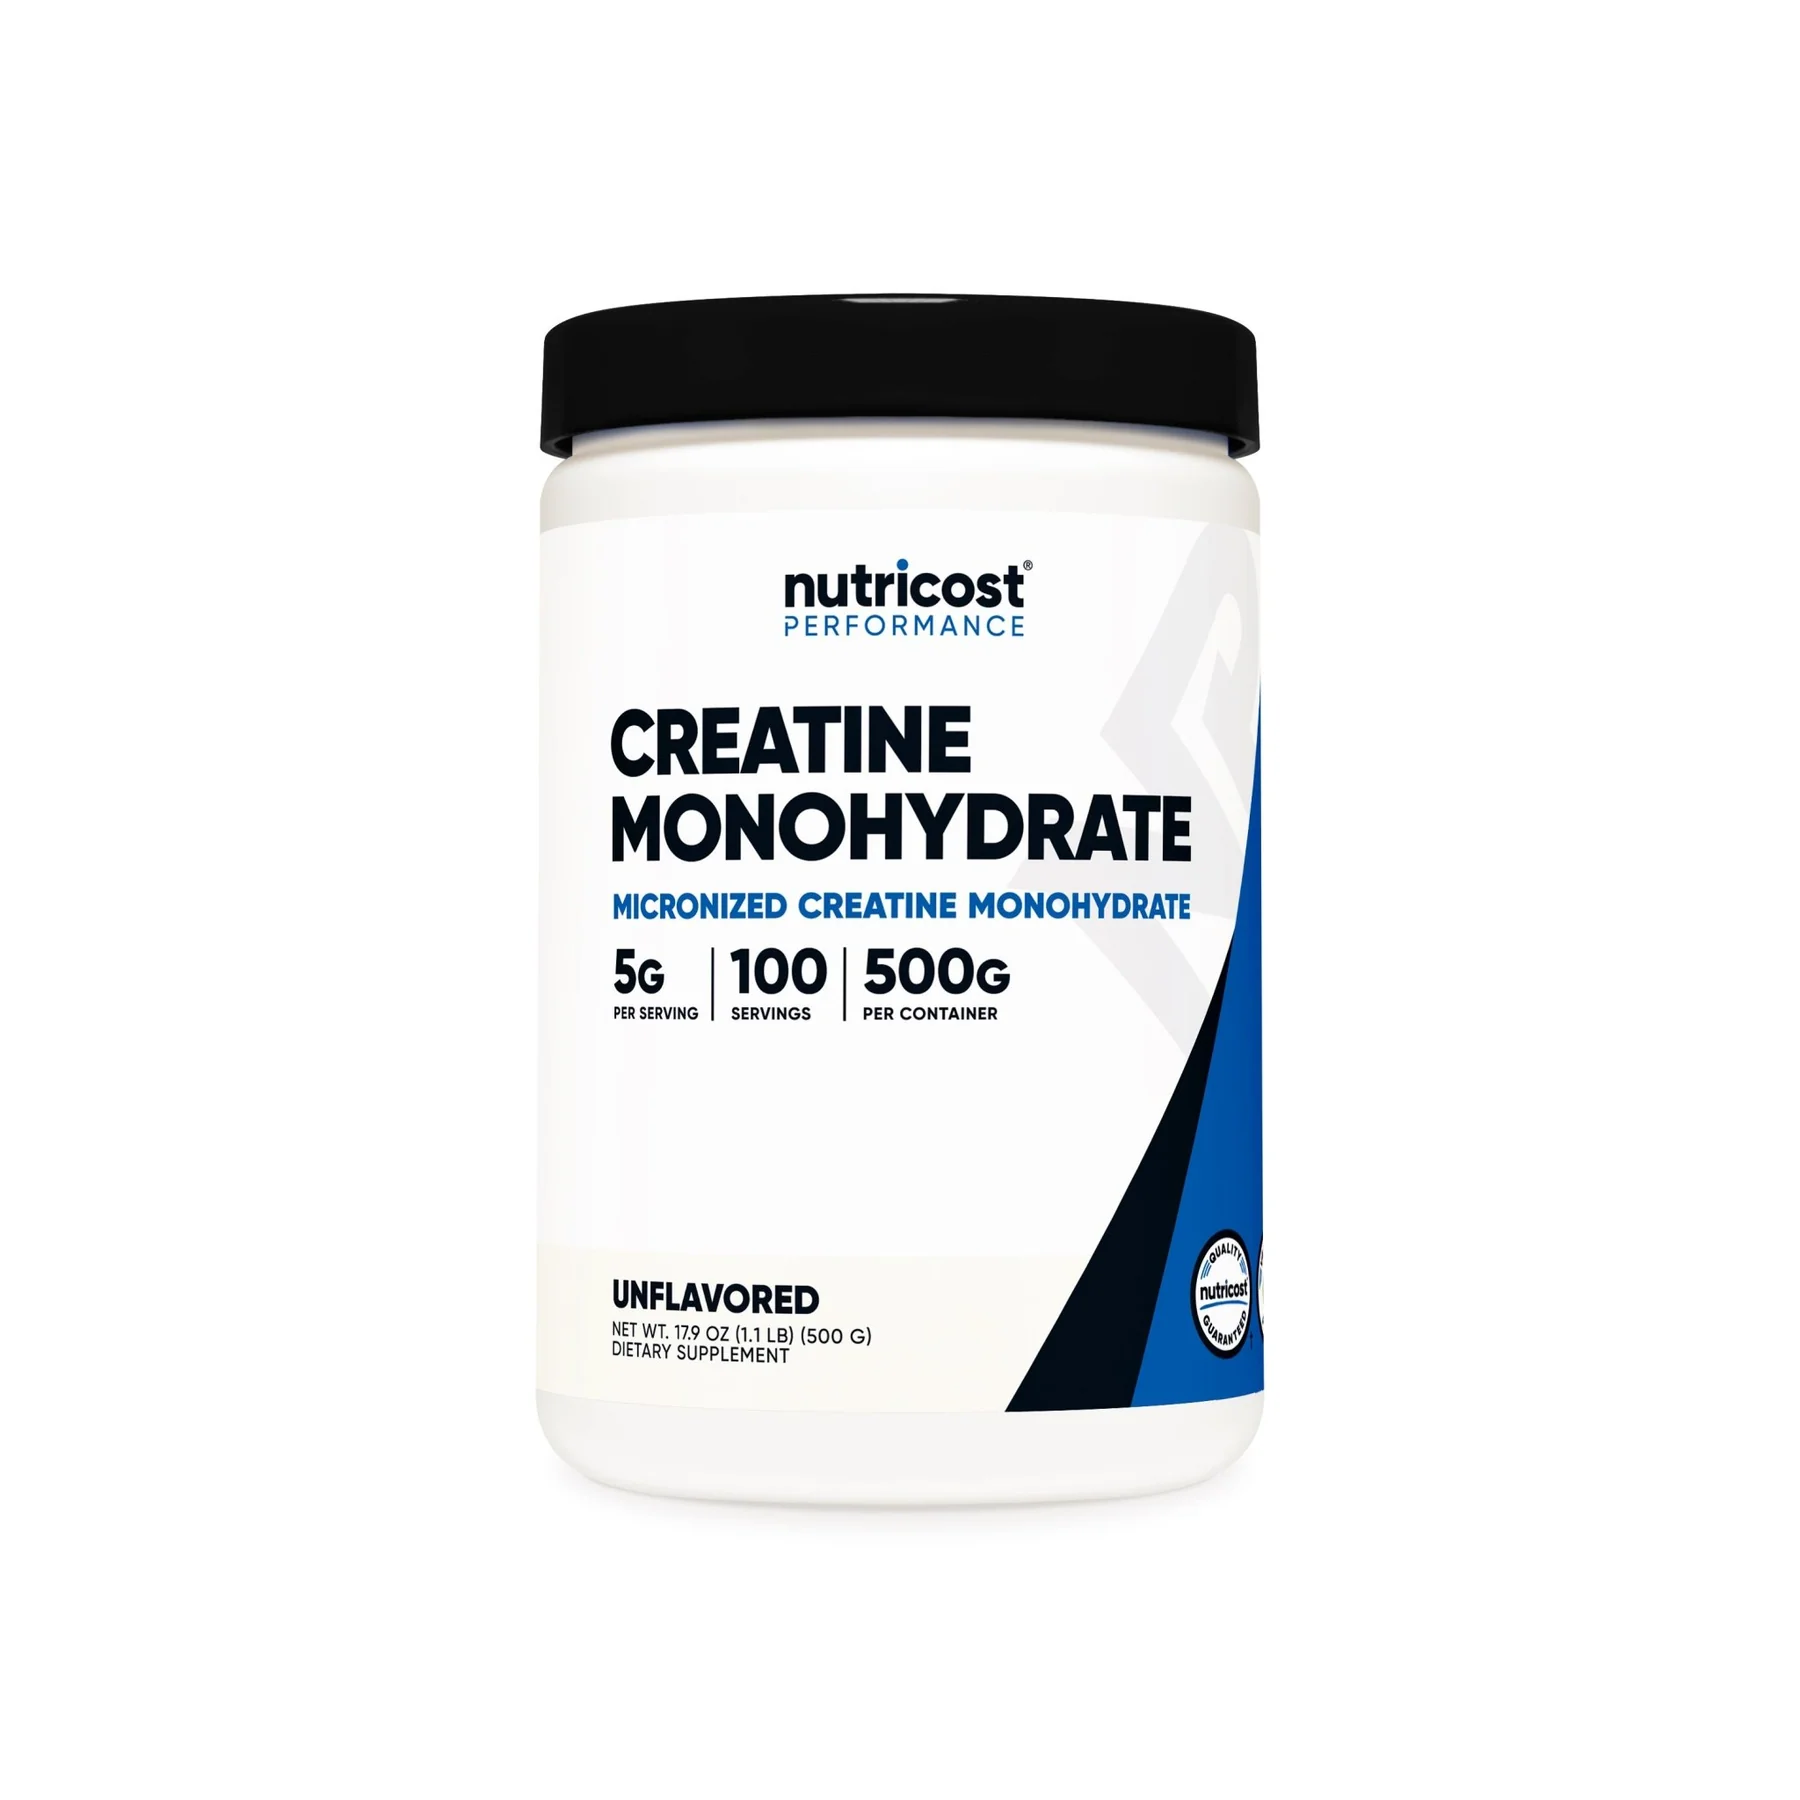 nutricost®
PERFORMANCE
CREATINE
MONOHYDRATE
MICRONIZED CREATINE MONOHYDRATE
5G
PER SERVING
100
SERVINGS
500G
PER CONTAINER
QUALITY
nutricost
GUARANTEED
†
UNFLAVORED
NET WT. 17.9 OZ (1.1 LB) (500 G)
DIETARY SUPPLEMENT